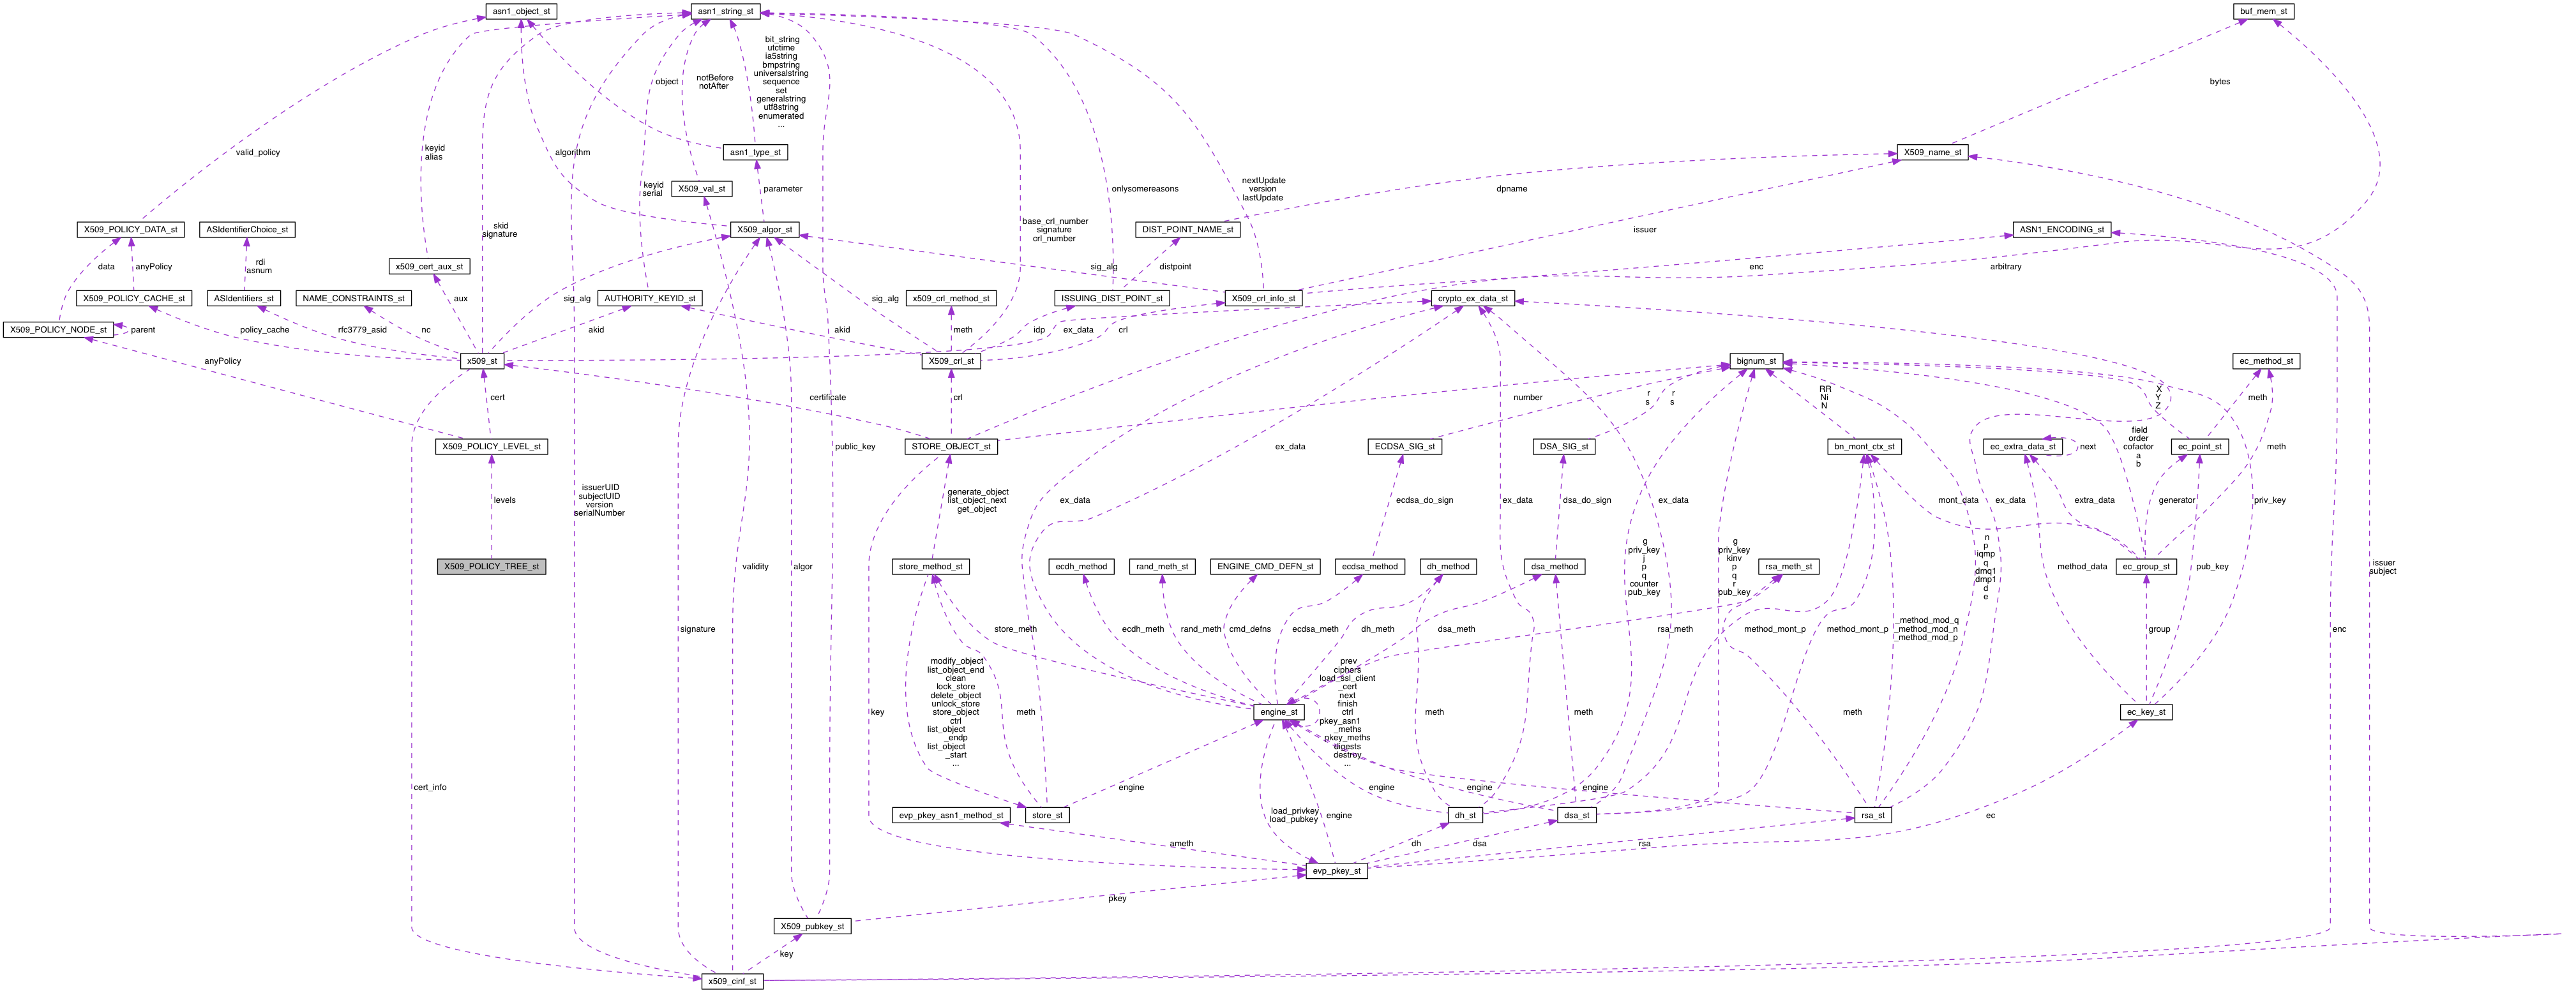 asn1_object_st
asn1_string_st
buf_mem_st
bit_string
utctime
ia5string
bmpstring
universalstring
sequence
set
generalstring
utf8string
enumerated
...
object
notBefore
notAfter
bytes
keyid
alias
valid_policy
algorithm
asn1_type_st
X509_name_st
keyid
serial
X509_val_st
parameter
onlysomereasons
nextUpdate
version
lastUpdate
dpname
X509_POLICY_DATA_st
ASIdentifierChoice_st
skid
signature
X509_algor_st
base_crl_number
signature
crl_number
DIST_POINT_NAME_st
issuer
ASN1_ENCODING_st
data
anyPolicy
rdi
asnum
x509_cert_aux_st
sig_alg
distpoint
enc
arbitrary
X509_POLICY_CACHE_st
ASIdentifiers_st
NAME_CONSTRAINTS_st
aux
sig_alg
AUTHORITY_KEYID_st
sig_alg
x509_crl_method_st
ISSUING_DIST_POINT_st
X509_crl_info_st
crypto_ex_data_st
X509_POLICY_NODE_st
parent
policy_cache
rfc3779_asid
nc
akid
akid
meth
idp
ex_data
crl
anyPolicy
x509_st
X509_crl_st
bignum_st
ec_method_st
cert
certificate
crl
number
r
s
r
s
RR
Ni
N
X
Y
Z
meth
X509_POLICY_LEVEL_st
public_key
STORE_OBJECT_st
ex_data
ECDSA_SIG_st
DSA_SIG_st
bn_mont_ctx_st
ec_extra_data_st
next
field
order
cofactor
a
b
ec_point_st
meth
levels
issuerUID
subjectUID
version
serialNumber
generate_object
list_object_next
get_object
ex_data
ecdsa_do_sign
ex_data
dsa_do_sign
ex_data
mont_data
ex_data
extra_data
generator
priv_key
X509_POLICY_TREE_st
validity
algor
store_method_st
ecdh_method
rand_meth_st
ENGINE_CMD_DEFN_st
ecdsa_method
dh_method
dsa_method
g
priv_key
j
p
q
counter
pub_key
g
priv_key
kinv
p
q
r
pub_key
rsa_meth_st
n
p
iqmp
q
dmq1
dmp1
d
e
method_data
ec_group_st
pub_key
issuer
subject
signature
store_meth
ecdh_meth
rand_meth
cmd_defns
ecdsa_meth
dh_meth
dsa_meth
rsa_meth
method_mont_p
method_mont_p
_method_mod_q
_method_mod_n
_method_mod_p
group
enc
modify_object
list_object_end
clean
lock_store
delete_object
unlock_store
store_object
ctrl
list_object
_endp
list_object
_start
...
key
meth
engine_st
prev
ciphers
load_ssl_client
_cert
next
finish
ctrl
pkey_asn1
_meths
pkey_meths
digests
destroy
...
meth
meth
meth
ec_key_st
cert_info
engine
engine
engine
engine
evp_pkey_asn1_method_st
store_st
load_privkey
load_pubkey
engine
dh_st
dsa_st
rsa_st
ec
ameth
dh
dsa
rsa
evp_pkey_st
pkey
X509_pubkey_st
key
x509_cinf_st